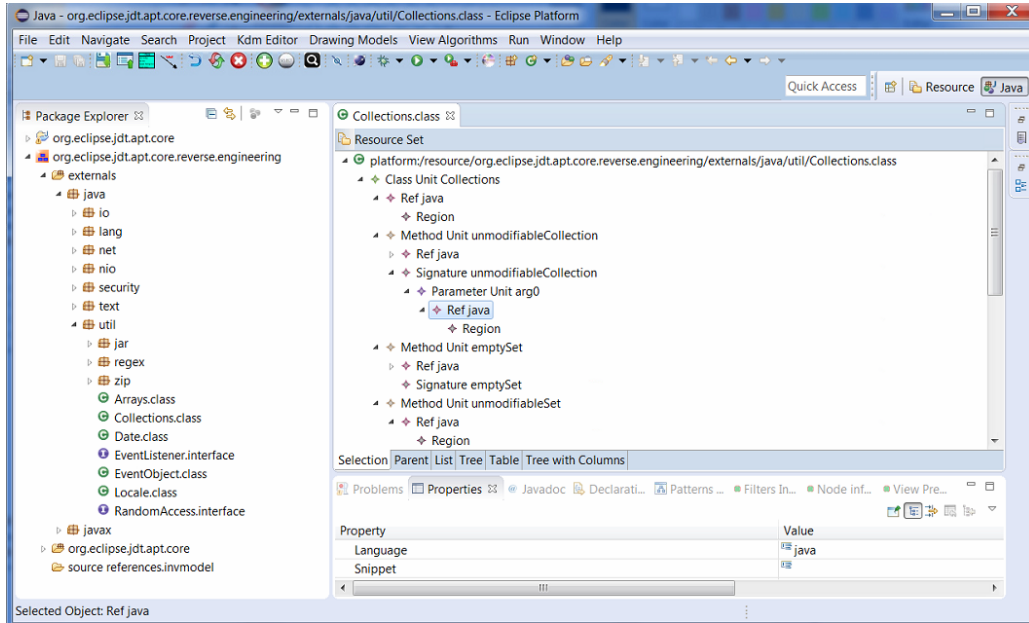 Java - org.eclipse.jdt.apt.core.reverse.engineering/externals/java/util/Collections.class - Eclipse Platform
File Edit Navigate Search Project Kdm Editor Drawing Models View Algorithms Run Window Help
Quick Access
Resource
Java
Package Explorer
org.eclipse.jdt.apt.core
org.eclipse.jdt.apt.core.reverse.engineering
externals
java
io
lang
net
nio
security
text
util
jar
regex
zip
Arrays.class
Collections.class
Date.class
EventListener.interface
EventObject.class
Locale.class
RandomAccess.interface
javax
org.eclipse.jdt.apt.core
source references.invmodel
Collections.class
Resource Set
platform:/resource/org.eclipse.jdt.apt.core.reverse.engineering/externals/java/util/Collections.class
Class Unit Collections
Ref java
Region
Method Unit unmodifiableCollection
Ref java
Signature unmodifiableCollection
Parameter Unit arg0
Ref java
Region
Method Unit emptySet
Ref java
Signature emptySet
Method Unit unmodifiableSet
Ref java
Region
Selection Parent List Tree Table Tree with Columns
Problems Properties Javadoc Declarati... Patterns ... Filters In... Node inf... View Pre...
Property Value
Language java
Snippet
Selected Object: Ref java